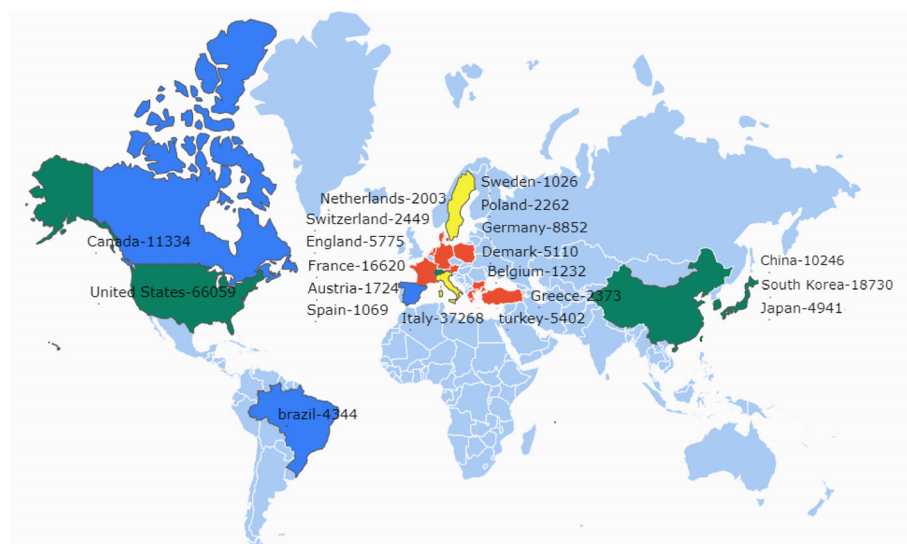 Sweden-1026
Netherlands-2003
Poland-2262
Switzerland-2449
Germany-8852
England-5775
Canada-11334
Demark-5110
China-10246
France-16620
Belgium-1232
South Korea-18730
Austria-1724
United States-66059
Greece-2373
Japan-4941
Spain-1069
Italy-37268
turkey-5402
brazil-4344